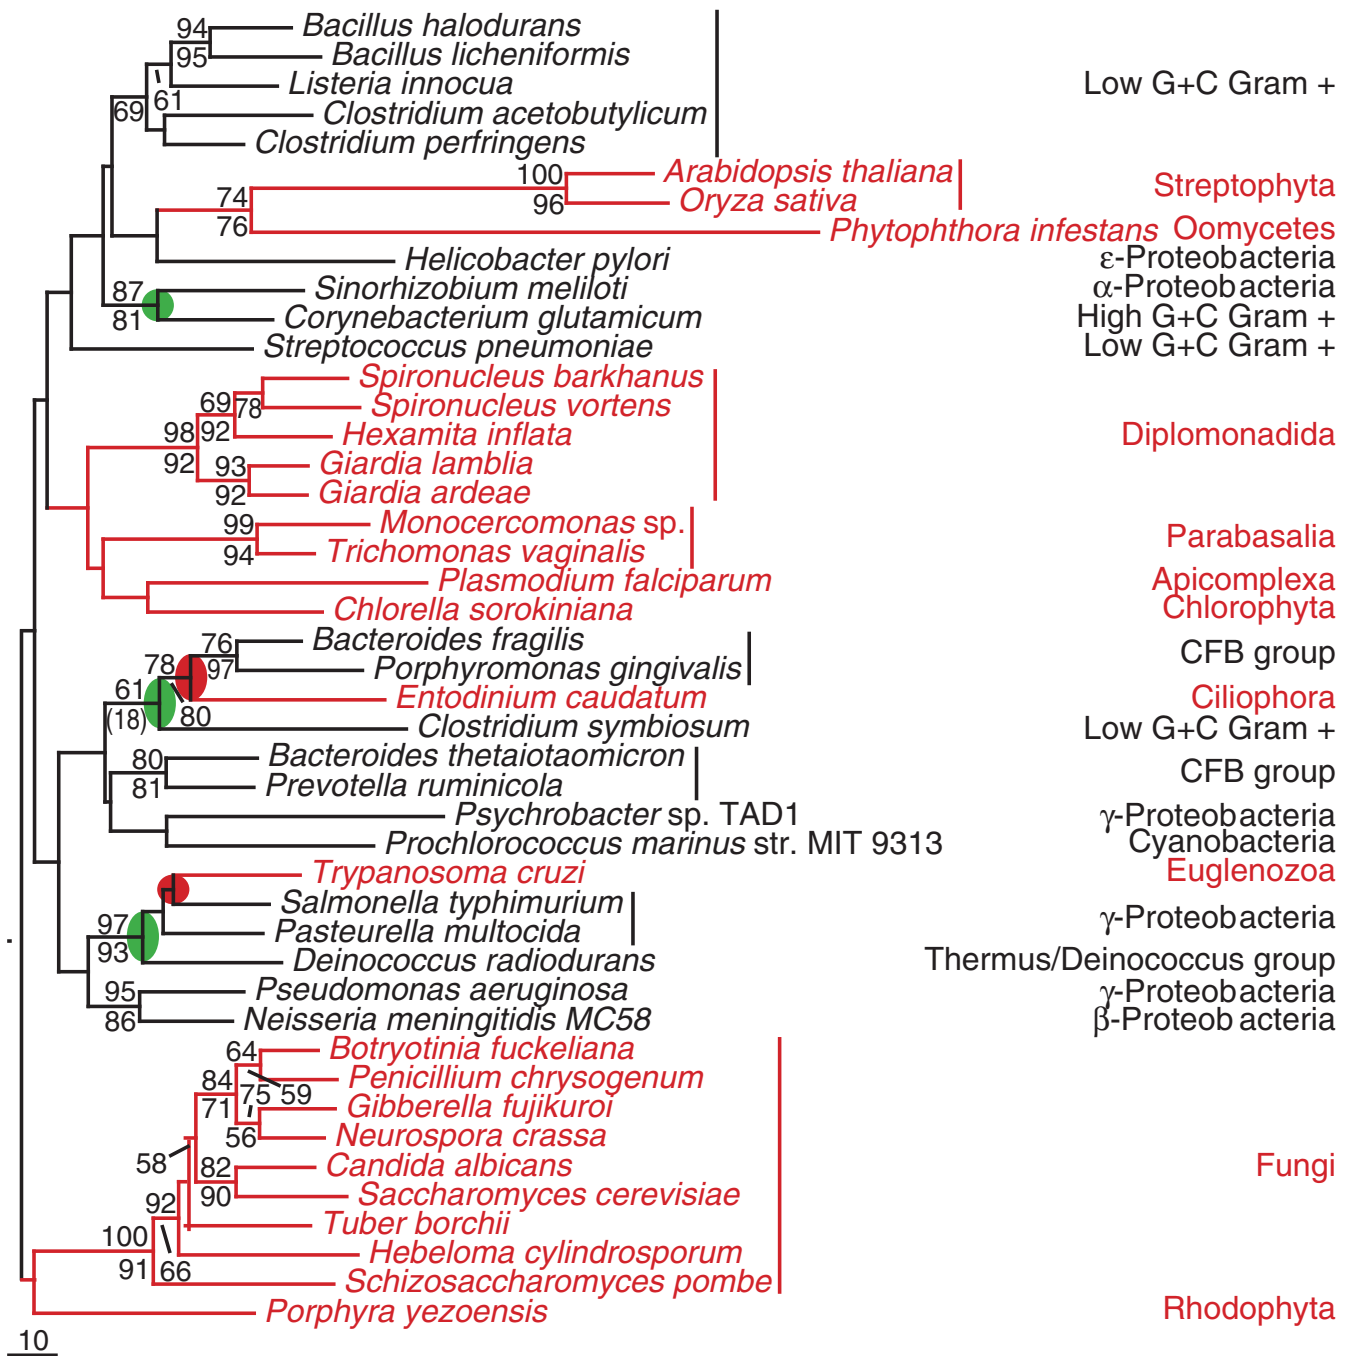 94 Bacillus halodurans
95 Bacillus licheniformis
Listeria innocua Low G+C Gram +
69 61
Clostridium acetobutylicum
Clostridium perfringens
100 Arabidopsis thaliana Streptophyta
74 96 Oryza sativa
76 Phytophthora infestans Oomycetes
Helicobacter pylori ε-Proteobacteria
87 Sinorhizobium meliloti α-Proteobacteria
81 Corynebacterium glutamicum High G+C Gram +
Streptococcus pneumoniae Low G+C Gram +
Spironucleus barkhanus
69 78 Spironucleus vortens
98 92 Hexamita inflata Diplomonadida
92 93 Giardia lamblia
92 Giardia ardeae
99 Monocercomonas sp. Parabasalia
94 Trichomonas vaginalis
Plasmodium falciparum Apicomplexa
Chlorella sorokiniana Chlorophyta
76 Bacteroides fragilis CFB group
78 97 Porphyromonas gingivalis
61 Entodinium caudatum Ciliophora
(18) 80 Clostridium symbiosum Low G+C Gram +
80 Bacteroides thetaiotaomicron CFB group
81 Prevotella ruminicola
Psychrobacter sp. TAD1 γ-Proteobacteria
Prochlorococcus marinus str. MIT 9313 Cyanobacteria
Trypanosoma cruzi Euglenozoa
Salmonella typhimurium γ-Proteobacteria
97 Pasteurella multocida
93 Deinococcus radiodurans Thermus/Deinococcus group
95 Pseudomonas aeruginosa γ-Proteobacteria
86 Neisseria meningitidis MC58 β-Proteobacteria
64 Botryotinia fuckeliana
84 Penicillium chrysogenum
71 75 59 Gibberella fujikuroi
56 Neurospora crassa
58 82 Candida albicans Fungi
90 Saccharomyces cerevisiae
92 Tuber borchii
100 Hebeloma cylindrosporum
91 66 Schizosaccharomyces pombe
Porphyra yezoensis Rhodophyta
10